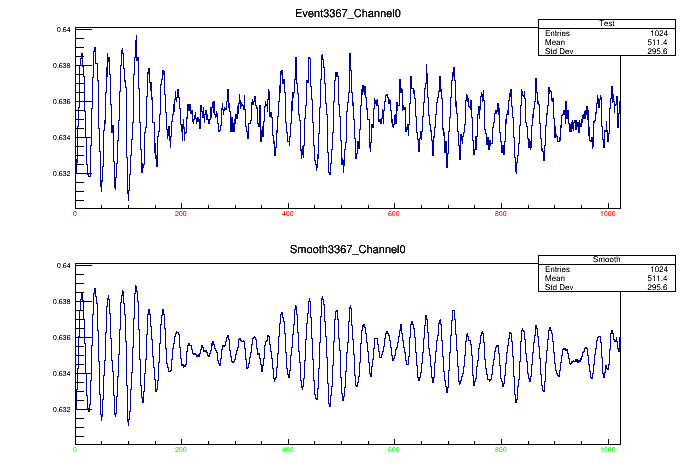 Event3367_Channel0
Test
Entries 1024
Mean 511.4
Std Dev 295.6
0.64
0.638
0.636
0.634
0.632
0 200 400 600 800 1000
Smooth3367_Channel0
Smooth
Entries 1024
Mean 511.4
Std Dev 295.6
0.64
0.638
0.636
0.634
0.632
0 200 400 600 800 1000